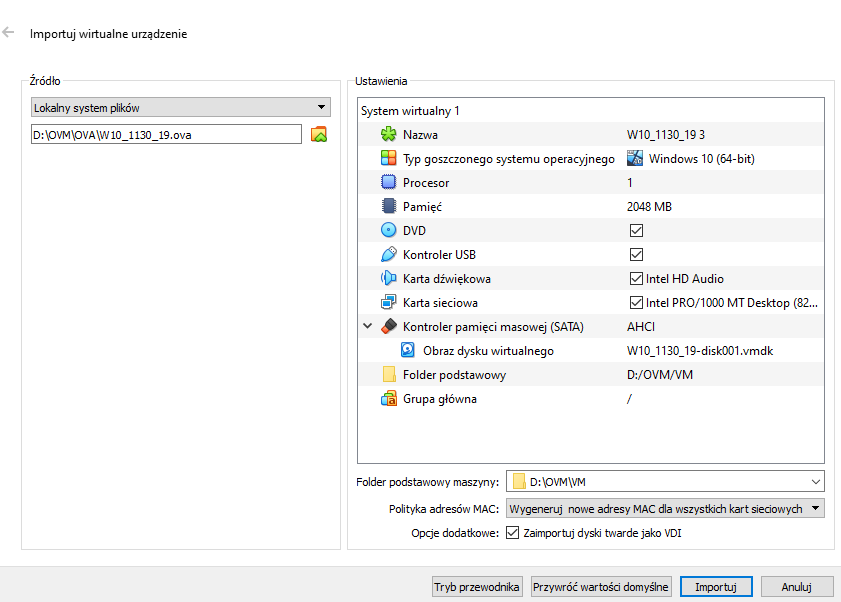 Importuj wirtualne urządzenie
Źródło
Lokalny system plików
D:\OVM\OVA\W10_1130_19.ova
Ustawienia
System wirtualny 1
Nazwa W10_1130_19 3
Typ goszczonego systemu operacyjnego Windows 10 (64-bit)
Procesor 1
Pamięć 2048 MB
DVD
Kontroler USB
Karta dźwiękowa Intel HD Audio
Karta sieciowa Intel PRO/1000 MT Desktop (82...
Kontroler pamięci masowej (SATA) AHCI
Obraz dysku wirtualnego W10_1130_19-disk001.vmdk
Folder podstawowy D:/OVM/VM
Grupa główna /
Folder podstawowy maszyny: D:\OVM\VM
Polityka adresów MAC: Wygeneruj nowe adresy MAC dla wszystkich kart sieciowych
Opcje dodatkowe: Zaimportuj dyski twarde jako VDI
Tryb przewodnika Przywróć wartości domyślne Importuj Anuluj